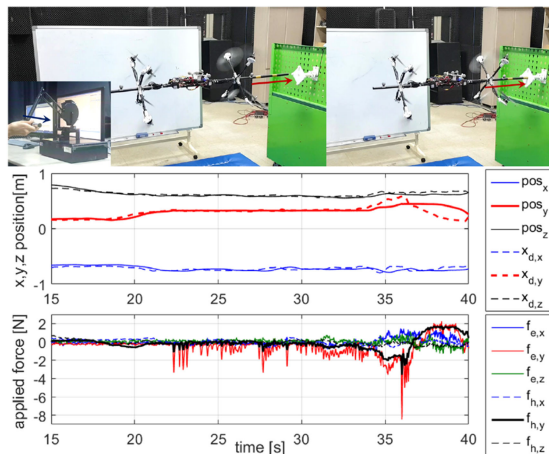 1
0
-1
x,y,z position[m]
15 20 25 30 35 40
pos_x
pos_y
pos_z
x_d,x
x_d,y
x_d,z
2
0
-2
-4
-6
-8
applied force [N]
15 20 25 30 35 40
time [s]
f_e,x
f_e,y
f_e,z
f_h,x
f_h,y
f_h,z